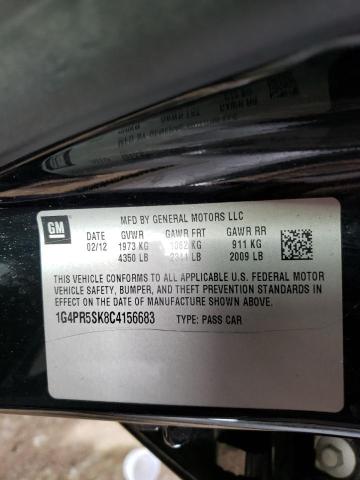 GM
MFD BY GENERAL MOTORS LLC
DATE GVWR GAWR FRT GAWR RR
02/12 1973 KG 1062 KG 911 KG
4350 LB 2341 LB 2009 LB
THIS VEHICLE CONFORMS TO ALL APPLICABLE U.S. FEDERAL MOTOR
VEHICLE SAFETY, BUMPER, AND THEFT PREVENTION STANDARDS
IN EFFECT ON THE DATE OF MANUFACTURE SHOWN ABOVE.
1G4PR5SK8C4156683 TYPE: PASS CAR